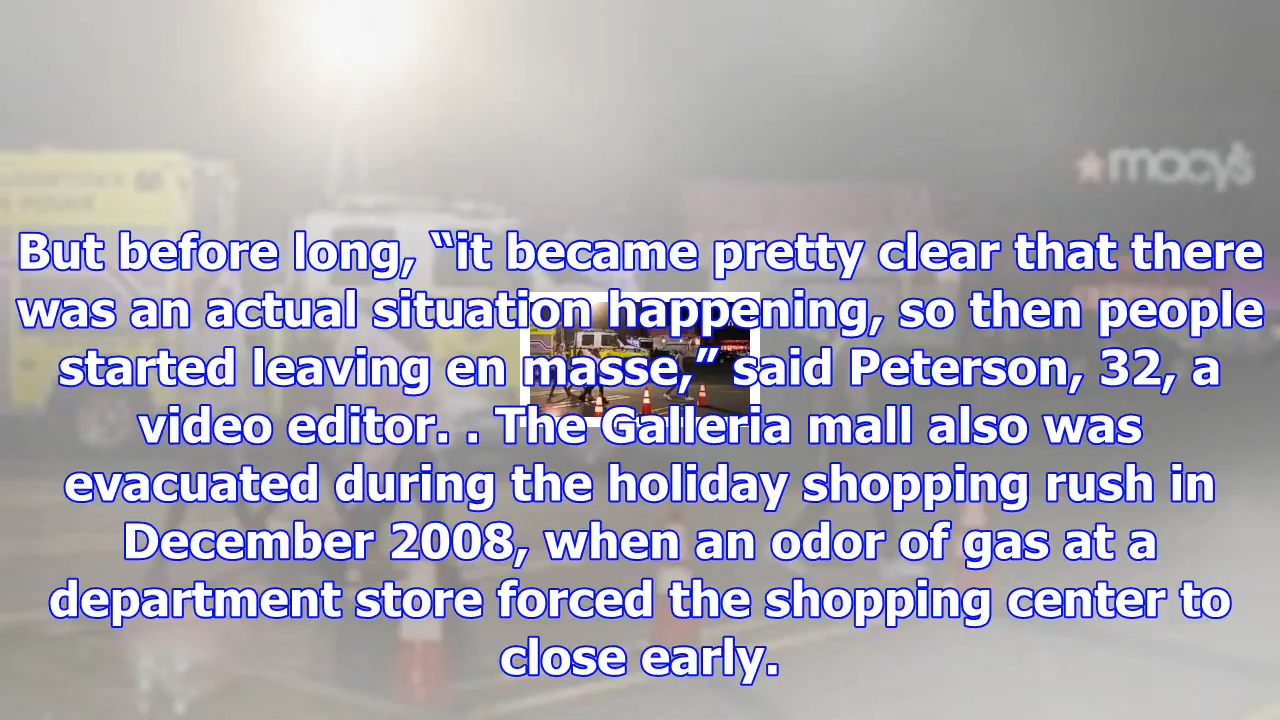 macy's
But before long, “it became pretty clear that there
was an actual situation happening, so then people
started leaving en masse,” said Peterson, 32, a
video editor. . The Galleria mall also was
evacuated during the holiday shopping rush in
December 2008, when an odor of gas at a
department store forced the shopping center to
close early.